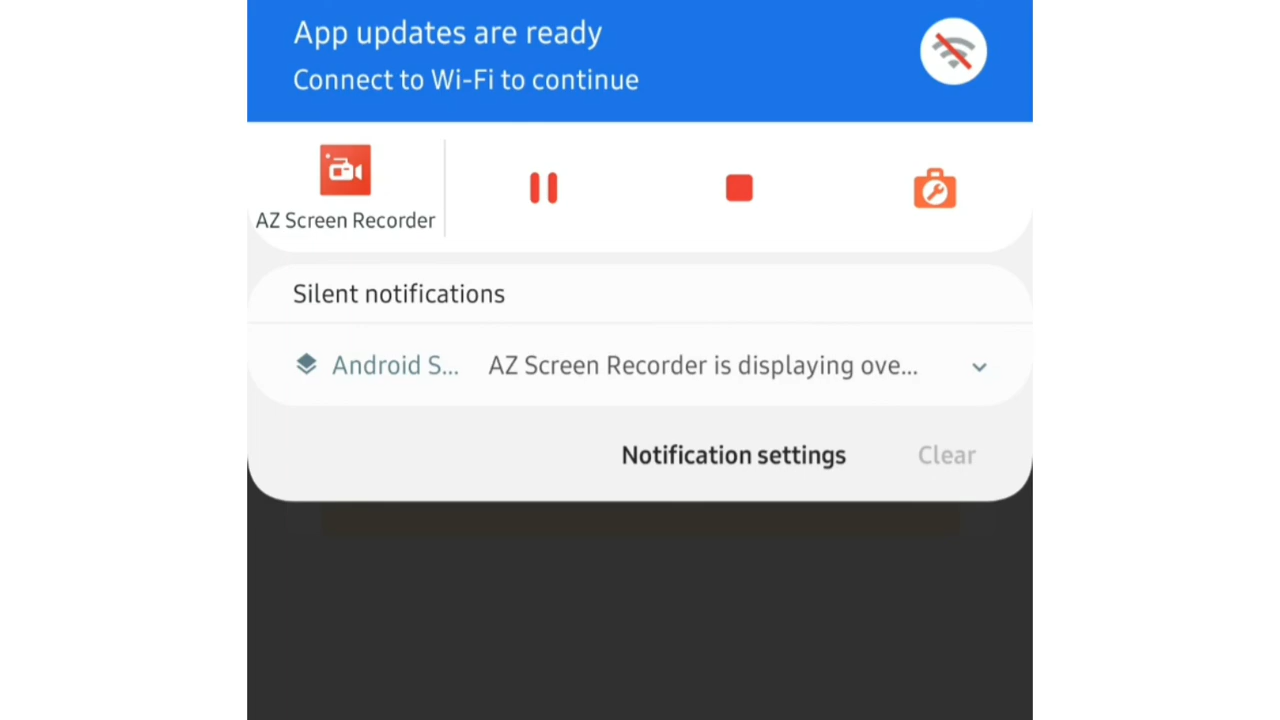 App updates are ready
Connect to Wi-Fi to continue
AZ Screen Recorder
Silent notifications
Android S... AZ Screen Recorder is displaying ove...
Notification settings Clear